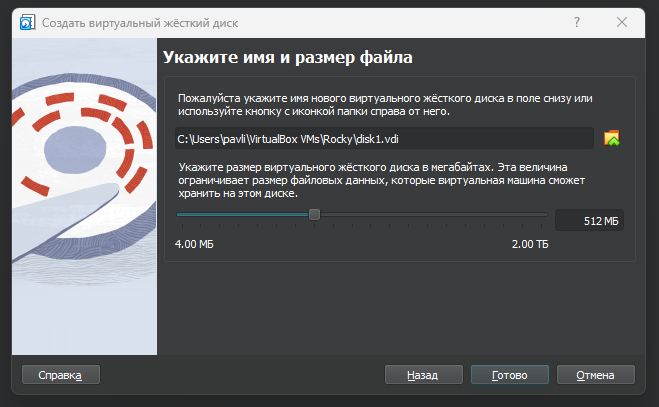 Создать виртуальный жёсткий диск
?
Укажите имя и размер файла
Пожалуйста укажите имя нового виртуального жёсткого диска в поле снизу или
используйте кнопку с иконкой папки справа от него.
C:\Users\pavli\VirtualBox VMs\Rocky\disk1.vdi
Укажите размер виртуального жёсткого диска в мегабайтах. Эта величина
ограничивает размер файловых данных, которые виртуальная машина сможет
хранить на этом диске.
512 МБ
4.00 МБ
2.00 ТБ
Справка
Назад
Готово
Отмена